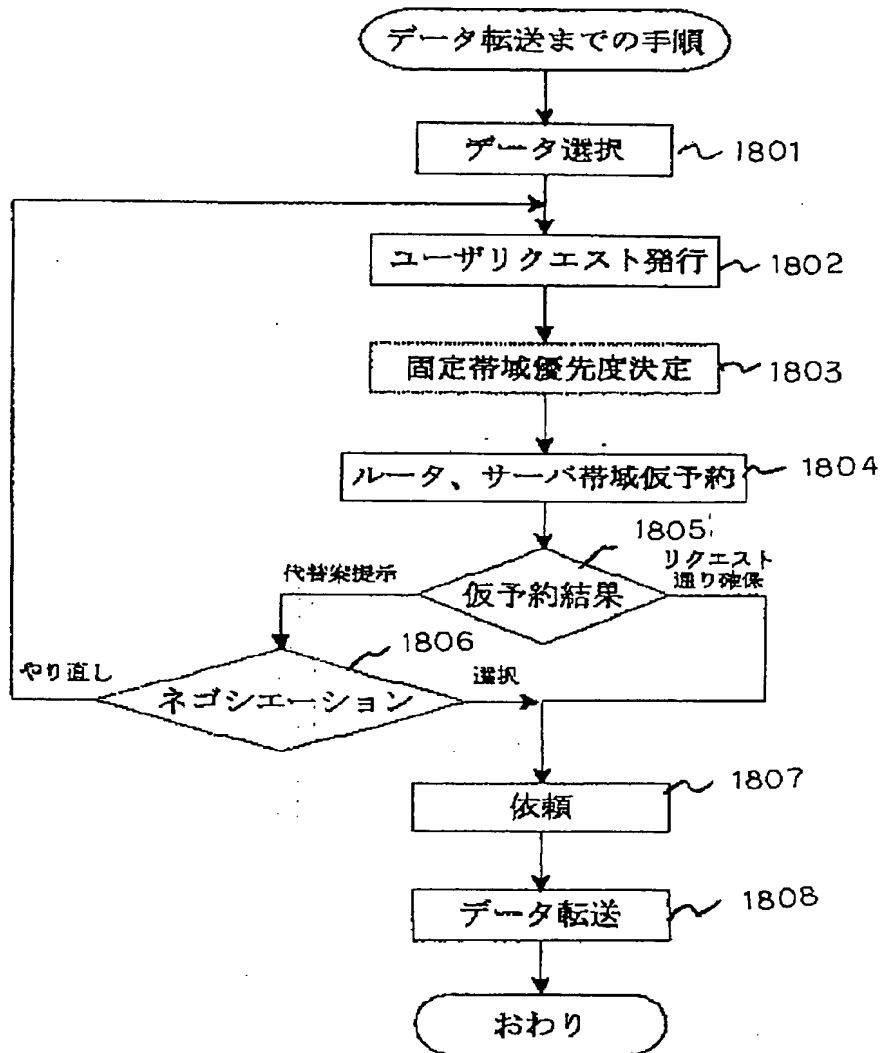 データ転送までの手順
データ選択
1801
ユーザリクエスト発行
1802
固定帯域優先度決定
1803
ルータ、サーバ帯域仮予約
1804
1805
代替案提示
仮予約結果
リクエスト
通り確保
1806
やり直し
ネゴシエーション
選択
1807
依頼
データ転送
1808
おわり